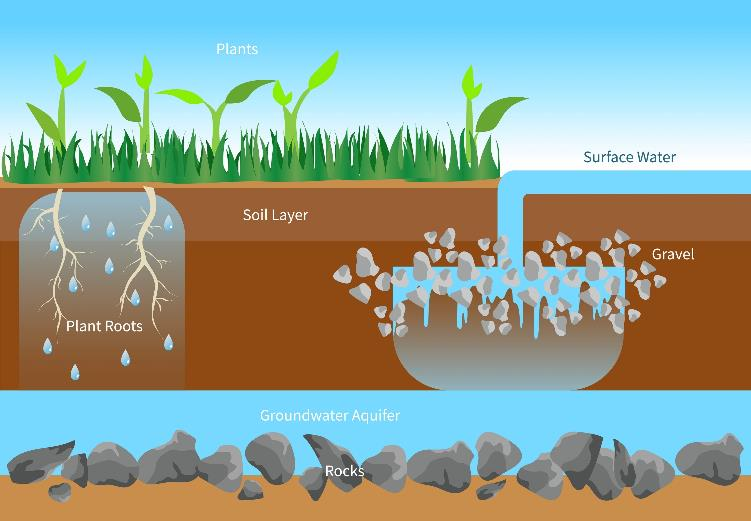 Plants
Surface Water
Soil Layer
Gravel
Plant Roots
Groundwater Aquifer
Rocks